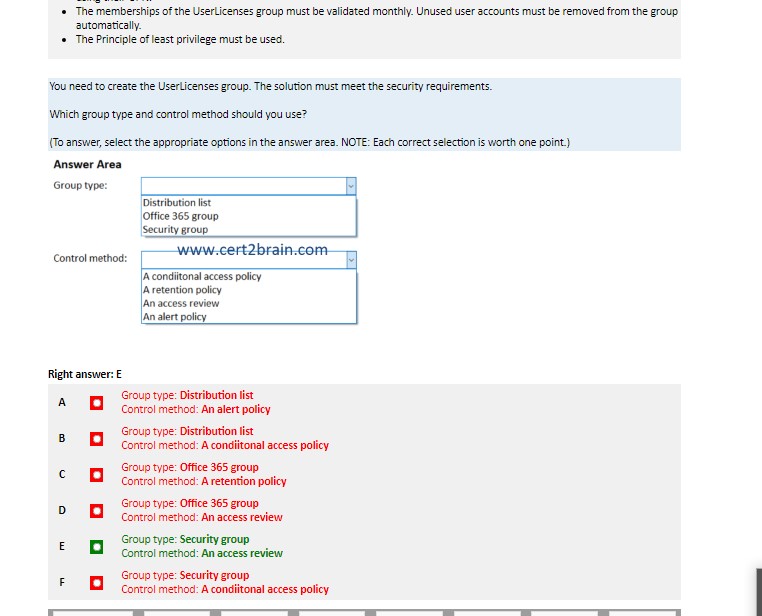 The memberships of the UserLicenses group must be validated monthly. Unused user accounts must be removed from the group
automatically.
The Principle of least privilege must be used.
You need to create the UserLicenses group. The solution must meet the security requirements.
Which group type and control method should you use?
(To answer, select the appropriate options in the answer area. NOTE: Each correct selection is worth one point.)
Answer Area
Group type:
Distribution list
Office 365 group
Security group
www.cert2brain.com
Control method:
A condiitonal access policy
A retention policy
An access review
An alert policy
Right answer: E
A
Group type: Distribution list
Control method: An alert policy
B
Group type: Distribution list
Control method: A condiitonal access policy
C
Group type: Office 365 group
Control method: A retention policy
D
Group type: Office 365 group
Control method: An access review
E
Group type: Security group
Control method: An access review
F
Group type: Security group
Control method: A condiitonal access policy